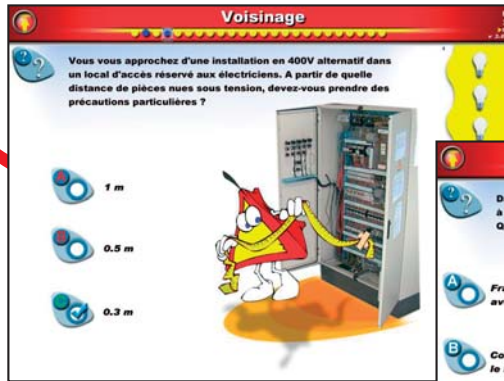 Voisinage
Vous vous approchez d'une installation en 400V alternatif dans
un local d'accès réservé aux électriciens. A partir de quelle
distance de pièces nues sous tension, devez-vous prendre des
précautions particulières ?
A
1 m
B
0.5 m
0.3 m
A
B